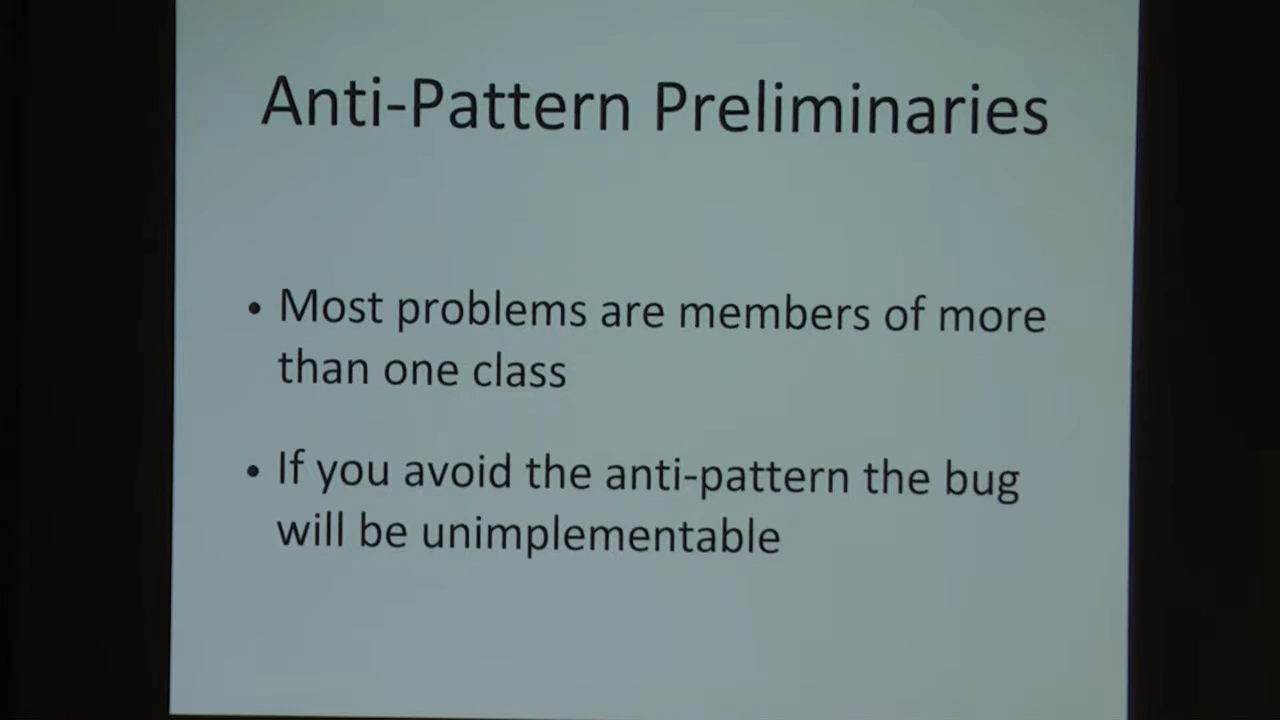 Anti-Pattern Preliminaries
• Most problems are members of more
than one class
• If you avoid the anti-pattern the bug
will be unimplementable